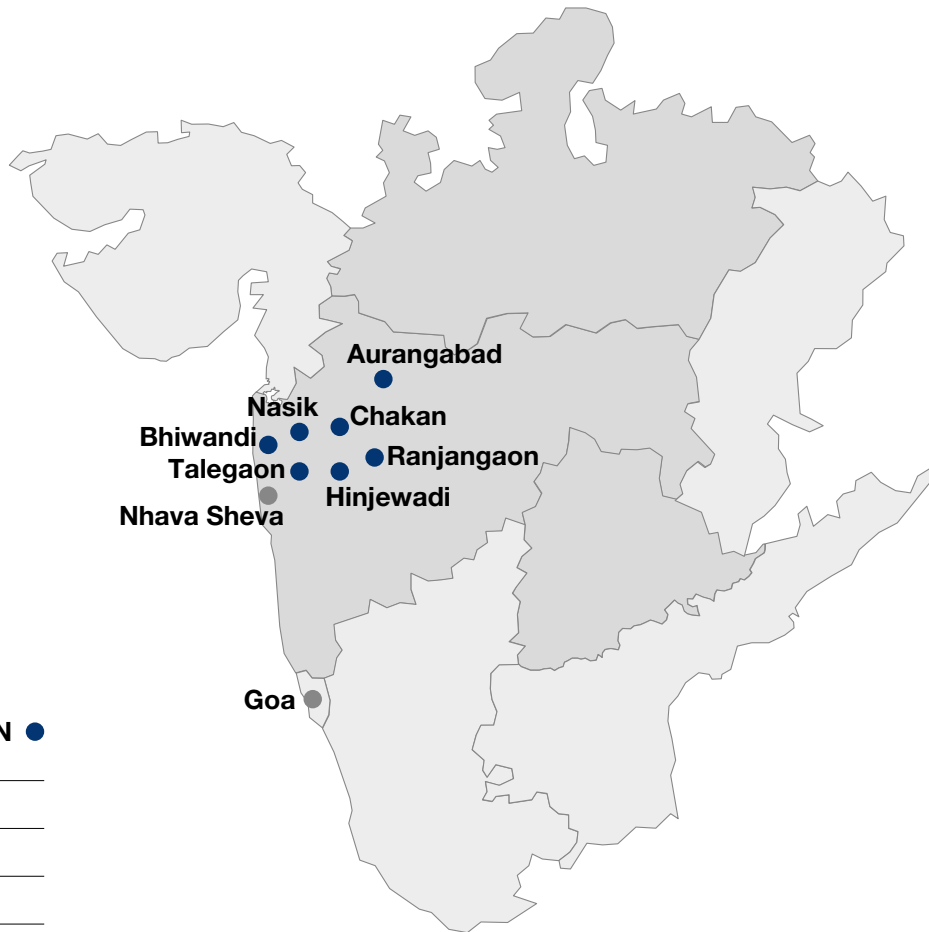 Aurangabad
Nasik
Chakan
Bhiwandi
Ranjangaon
Talegaon
Hinjewadi
Nhava Sheva
Goa
N